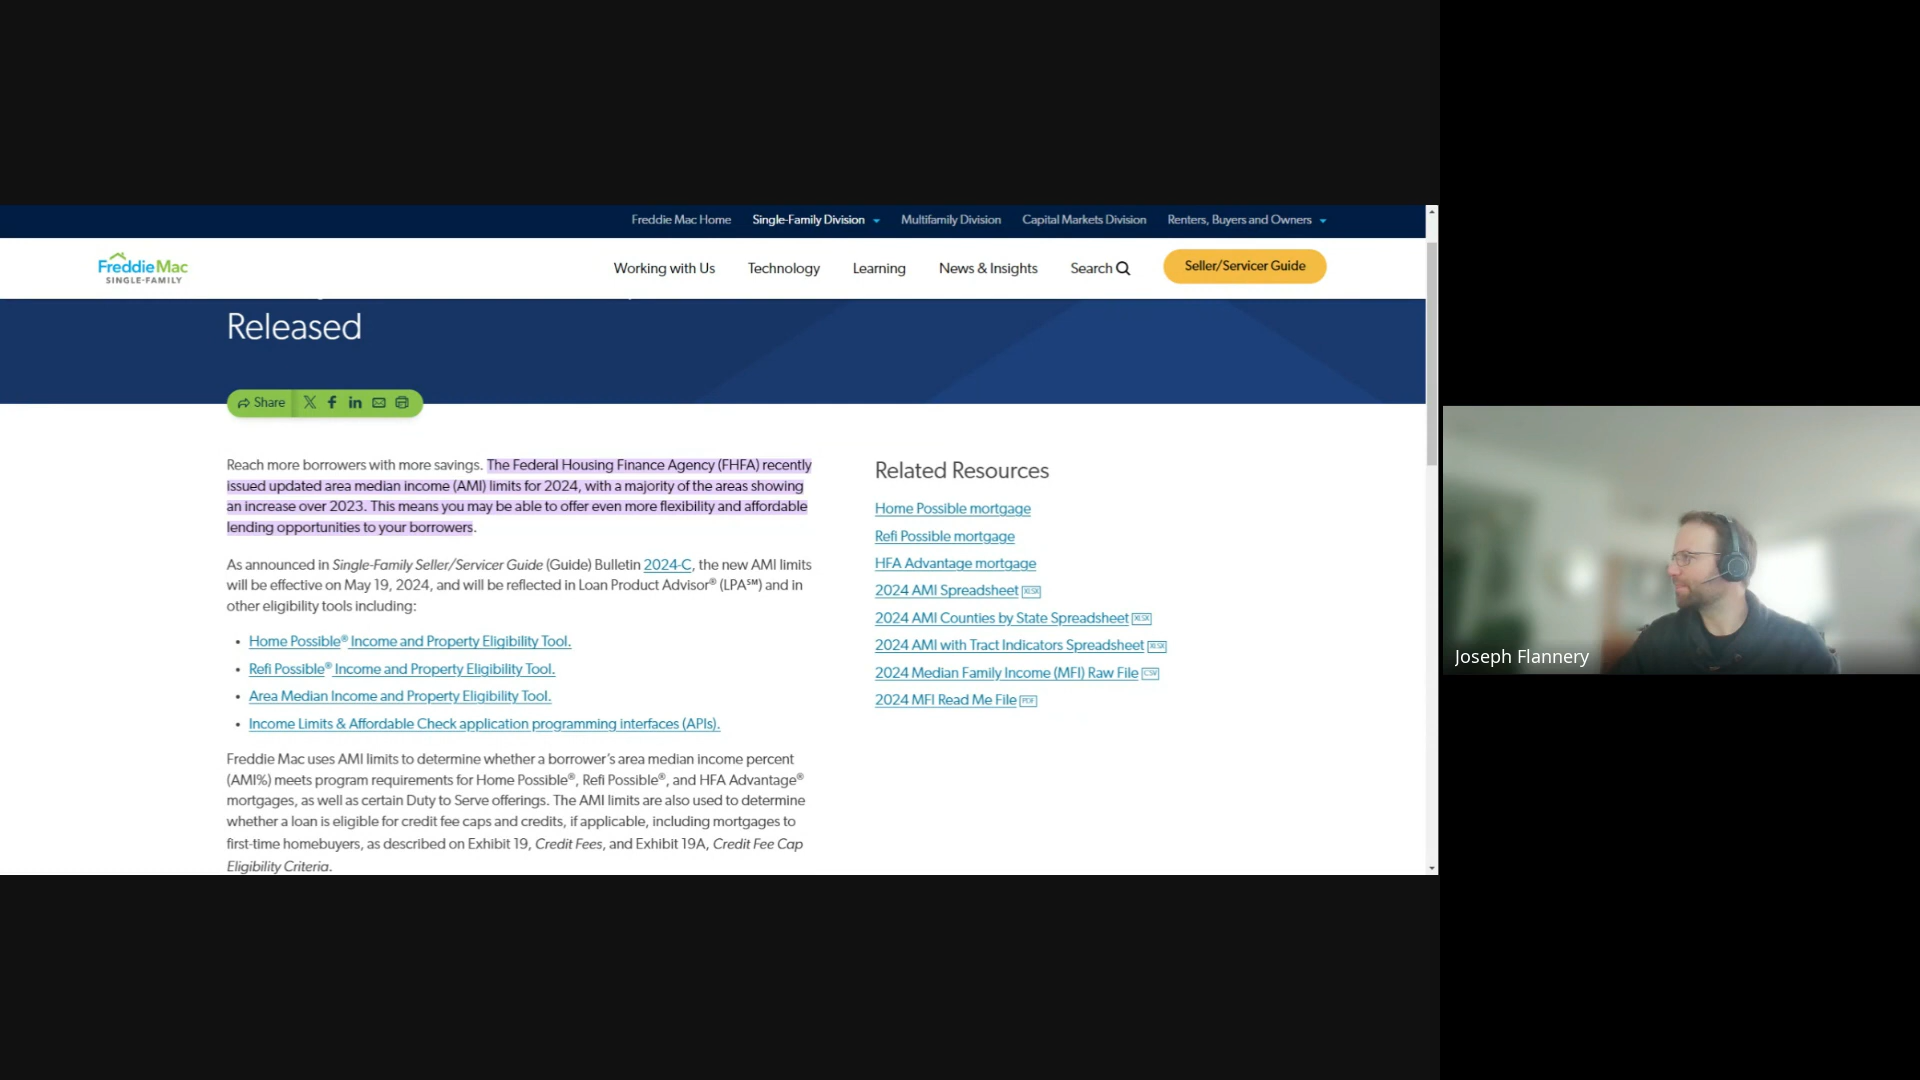 Freddie Mac Home Single-Family Division Multifamily Division Capital Markets Division Renters, Buyers and Owners
Freddie Mac
SINGLE-FAMILY
Working with Us Technology Learning News & Insights Search Seller/Servicer Guide
Released
Share
Reach more borrowers with more savings. The Federal Housing Finance Agency (FHFA) recently
issued updated area median income (AMI) limits for 2024, with a majority of the areas showing
an increase over 2023. This means you may be able to offer even more flexibility and affordable
lending opportunities to your borrowers.
As announced in Single-Family Seller/Servicer Guide (Guide) Bulletin 2024-C, the new AMI limits
will be effective on May 19, 2024, and will be reflected in Loan Product Advisor® (LPA℠) and in
other eligibility tools including:
• Home Possible® Income and Property Eligibility Tool.
• Refi Possible® Income and Property Eligibility Tool.
• Area Median Income and Property Eligibility Tool.
• Income Limits & Affordable Check application programming interfaces (APIs).
Freddie Mac uses AMI limits to determine whether a borrower’s area median income percent
(AMI%) meets program requirements for Home Possible®, Refi Possible®, and HFA Advantage®
mortgages, as well as certain Duty to Serve offerings. The AMI limits are also used to determine
whether a loan is eligible for credit fee caps and credits, if applicable, including mortgages to
first-time homebuyers, as described on Exhibit 19, Credit Fees, and Exhibit 19A, Credit Fee Cap
Eligibility Criteria.
Related Resources
Home Possible mortgage
Refi Possible mortgage
HFA Advantage mortgage
2024 AMI Spreadsheet XLSX
2024 AMI Counties by State Spreadsheet XLSX
2024 AMI with Tract Indicators Spreadsheet XLSX
2024 Median Family Income (MFI) Raw File CSV
2024 MFI Read Me File PDF
Joseph Flannery